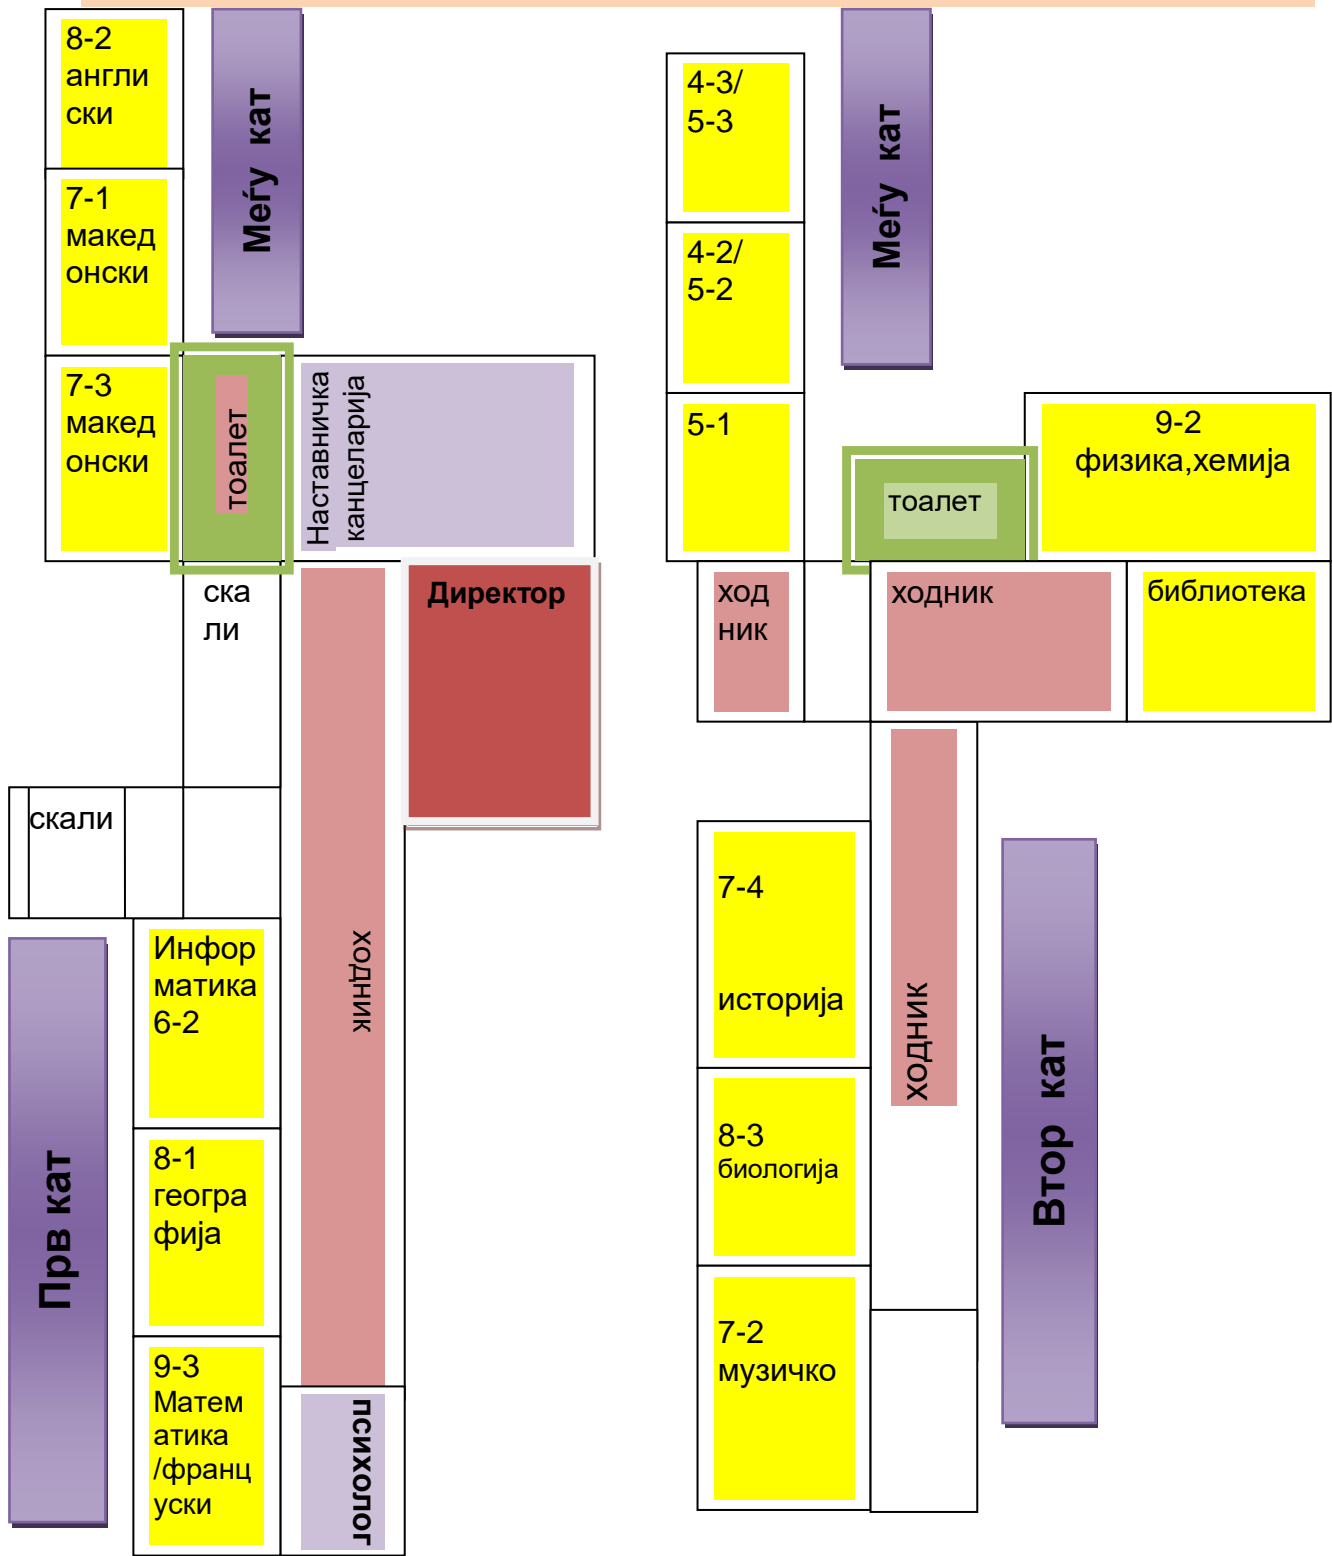 8-2
англи
ски
7-1
макед
онски
7-3
макед
онски
Меѓу кат
тоалет
Наставничка
канцеларија
ска
ли
Директор
скали
ходник
Инфор
матика
6-2
8-1
геогра
фија
9-3
Матем
атика
/франц
уски
психолог
Прв кат
4-3/
5-3
4-2/
5-2
5-1
Меѓу кат
тоалет
9-2
физика,хемија
ход
ник
ходник
библиотека
7-4
историја
ходник
8-3
биологија
7-2
музичко
Втор кат